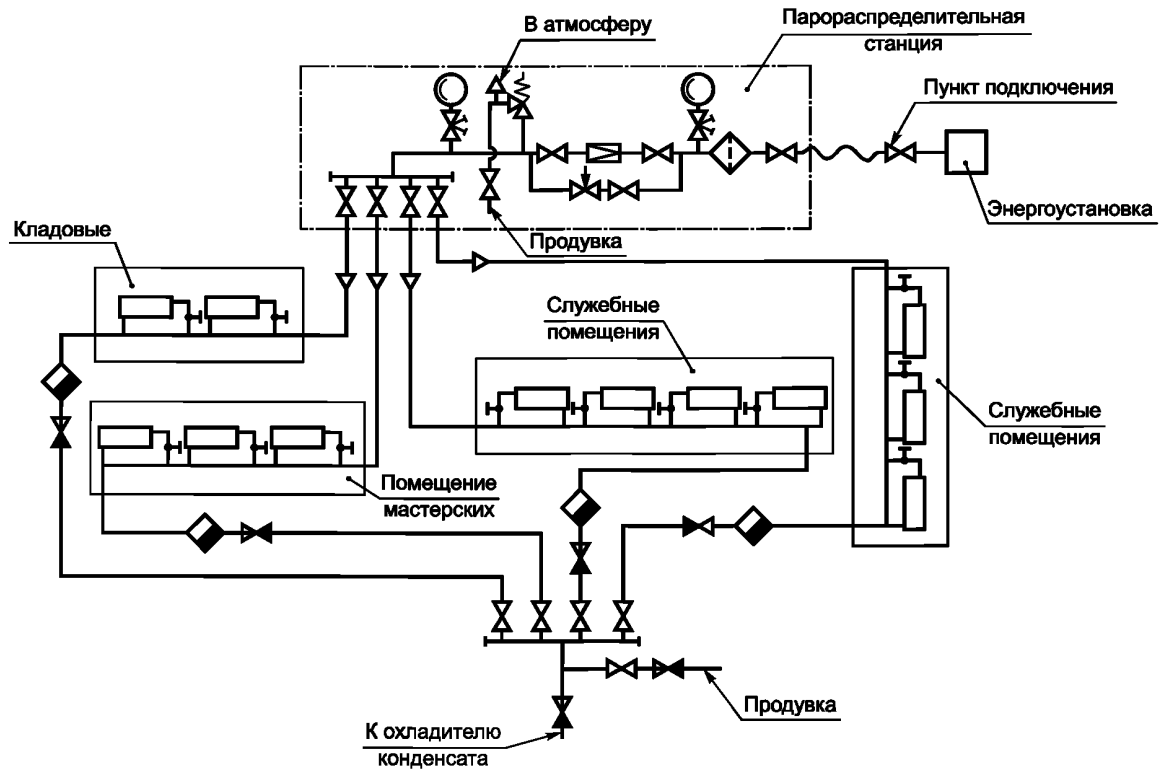 В атмосферу
Парораспределительная
станция
Пункт подключения
Энергоустановка
Продувка
Кладовые
Служебные
помещения
Служебные
помещения
Помещение
мастерских
Продувка
К охладителю
конденсата